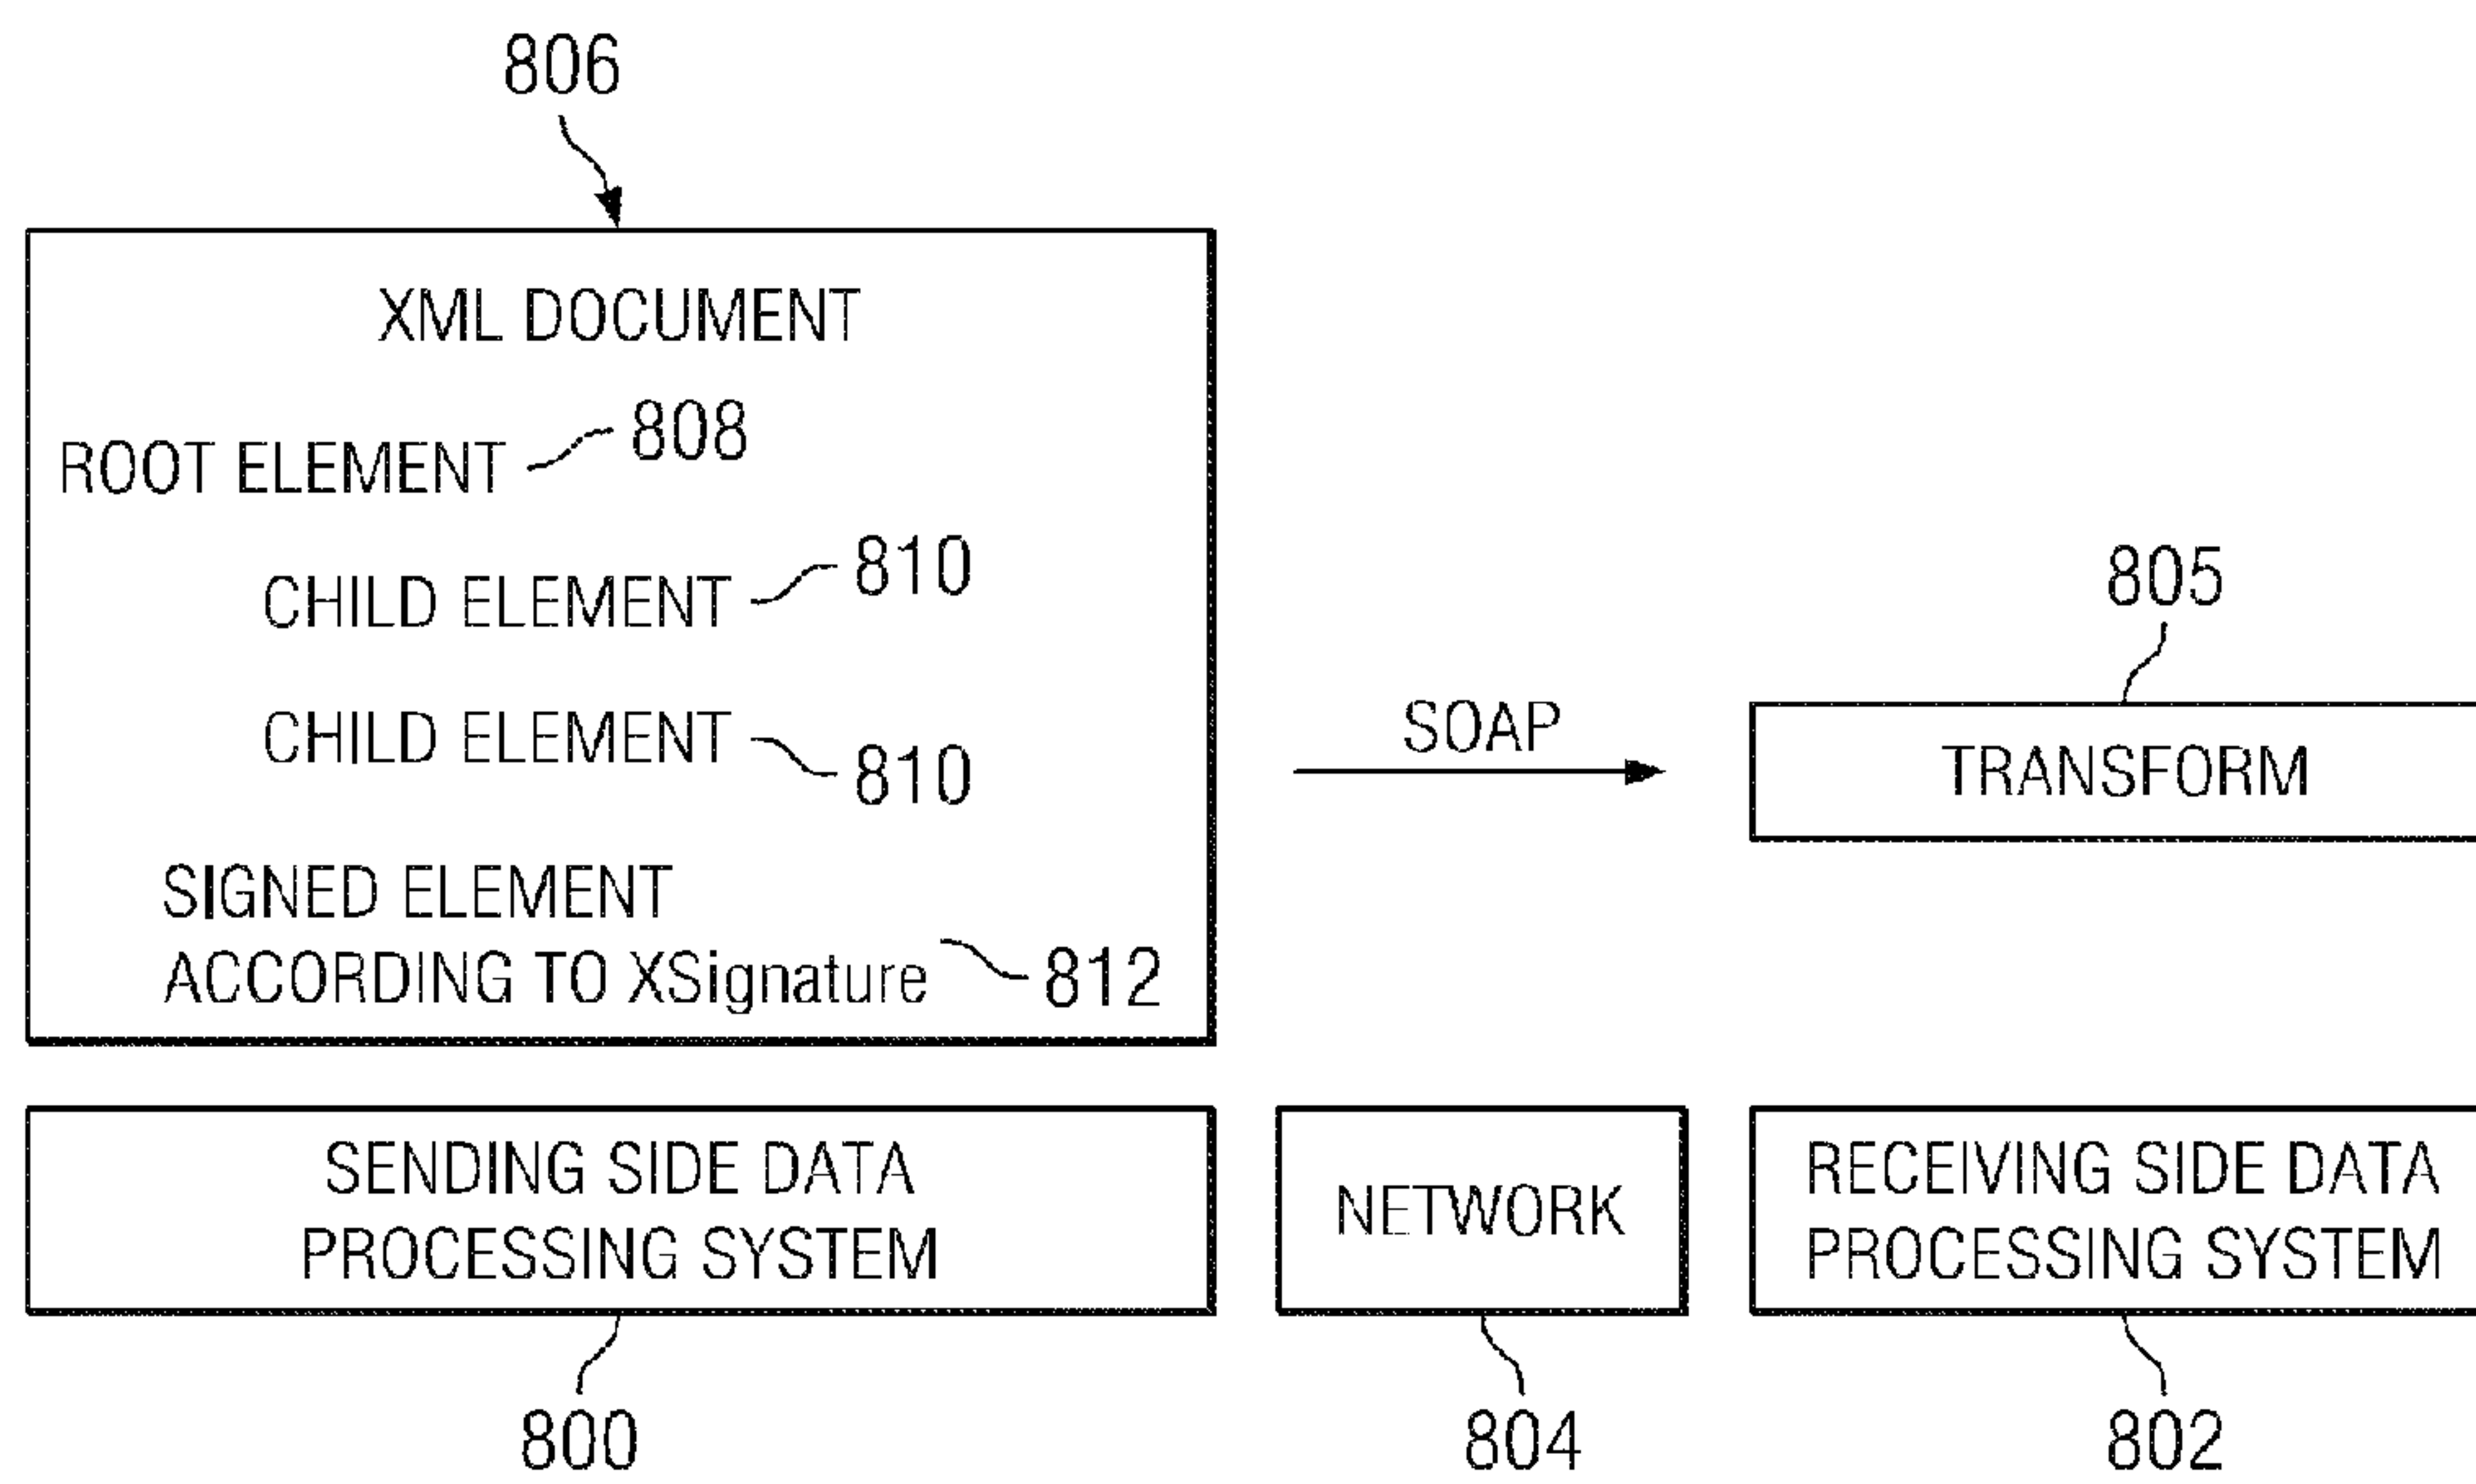 806
XML DOCUMENT
ROOT ELEMENT 808
CHILD ELEMENT 810
CHILD ELEMENT 810
SIGNED ELEMENT
ACCORDING TO XSignature 812
SOAP
805
TRANSFORM
SENDING SIDE DATA
PROCESSING SYSTEM
800
NETWORK
804
RECEIVING SIDE DATA
PROCESSING SYSTEM
802